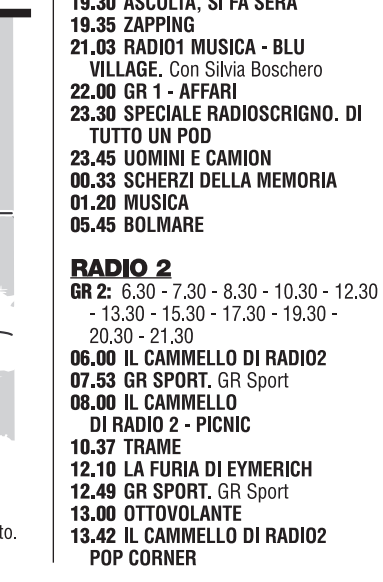 19.30 ASCOLTA, SI FA SERA
19.35 ZAPPING
21.03 RADIO1 MUSICA - BLU
VILLAGE. Con Silvia Boschero
22.00 GR 1 - AFFARI
23.30 SPECIALE RADIOSCRIGNO. DI
TUTTO UN POD
23.45 UOMINI E CAMION
00.33 SCHERZI DELLA MEMORIA
01.20 MUSICA
05.45 BOLMARE
RADIO 2
GR 2: 6.30 - 7.30 - 8.30 - 10.30 - 12.30
- 13.30 - 15.30 - 17.30 - 19.30 -
20.30 - 21.30
06.00 IL CAMMELLO DI RADIO2
07.53 GR SPORT. GR Sport
08.00 IL CAMMELLO
DI RADIO 2 - PICNIC
10.37 TRAME
12.10 LA FURIA DI EYMERICH
12.49 GR SPORT. GR Sport
13.00 OTTOVOLANTE
13.42 IL CAMMELLO DI RADIO2
POP CORNER
to.